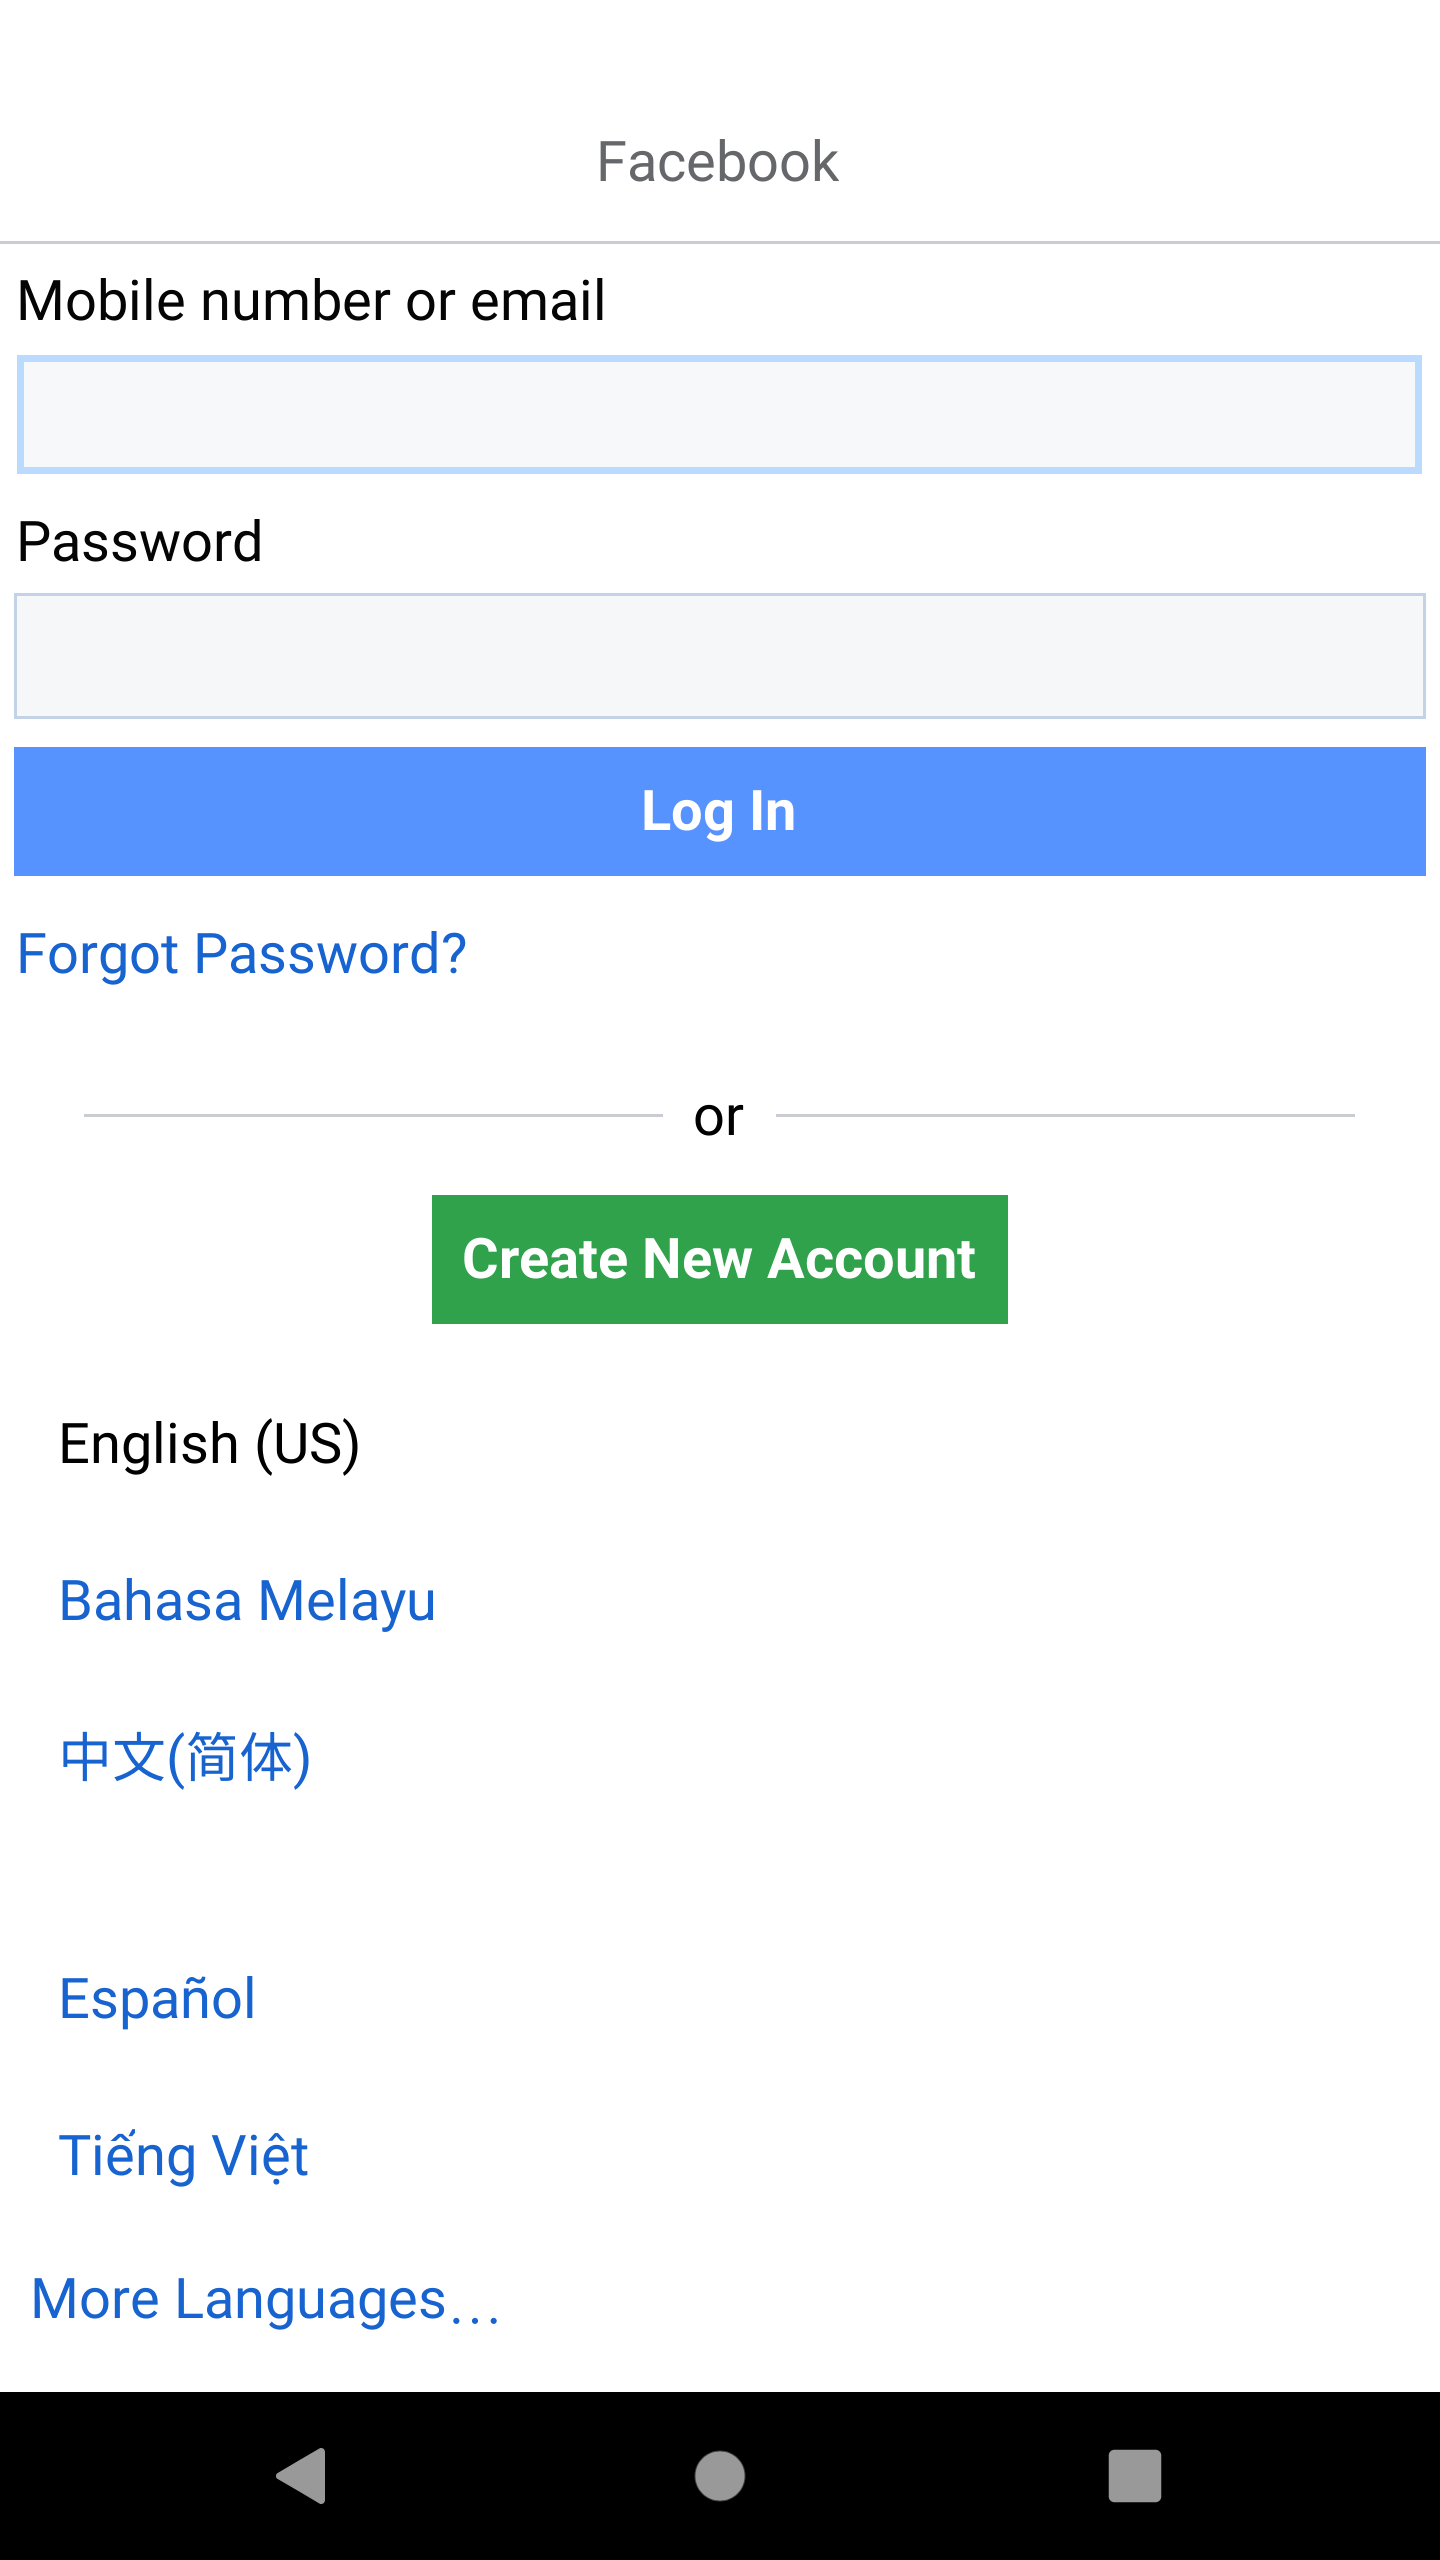 Facebook
Mobile number or email
Password
Log In
Forgot Password?
or
Create New Account
English (US)
Bahasa Melayu
中文(简体)
Español
Tiếng Việt
More Languages...